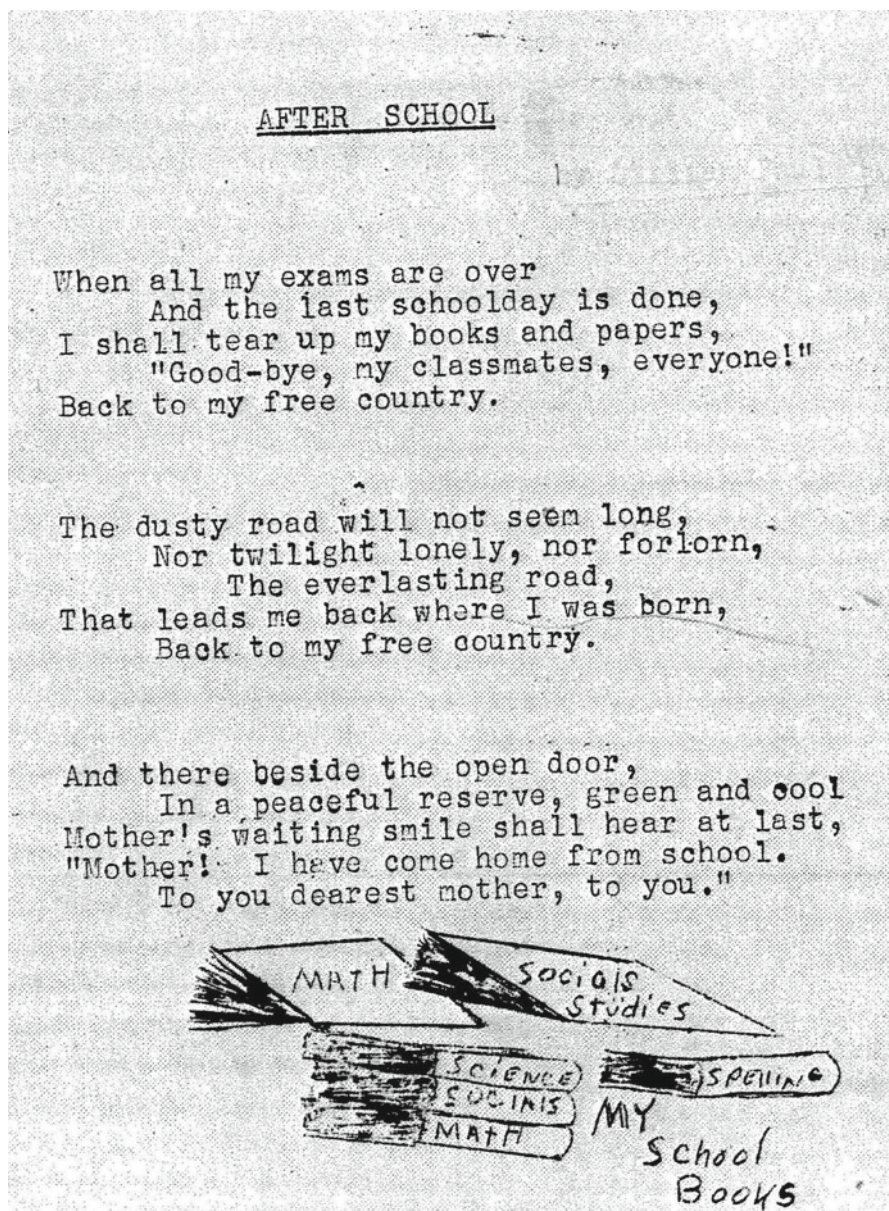 AFTER SCHOOL
by
When all my exams are over
And the last schoolday is done,
I shall tear up my books and papers,
"Good-bye, my classmates, everyone!"
Back to my free country.
The dusty road will not seem long,
Nor twilight lonely, nor forlorn,
The everlasting road,
That leads me back where I was born,
Back to my free country.
And there beside the open door,
In a peaceful reserve, green and cool
Mother's waiting smile shall hear at last,
"Mother! I have come home from school.
To you dearest mother, to you."
MATH
Socials
Studies
SCIENCE
SOCIALS
MATH
SPELLING
MY
School
Books